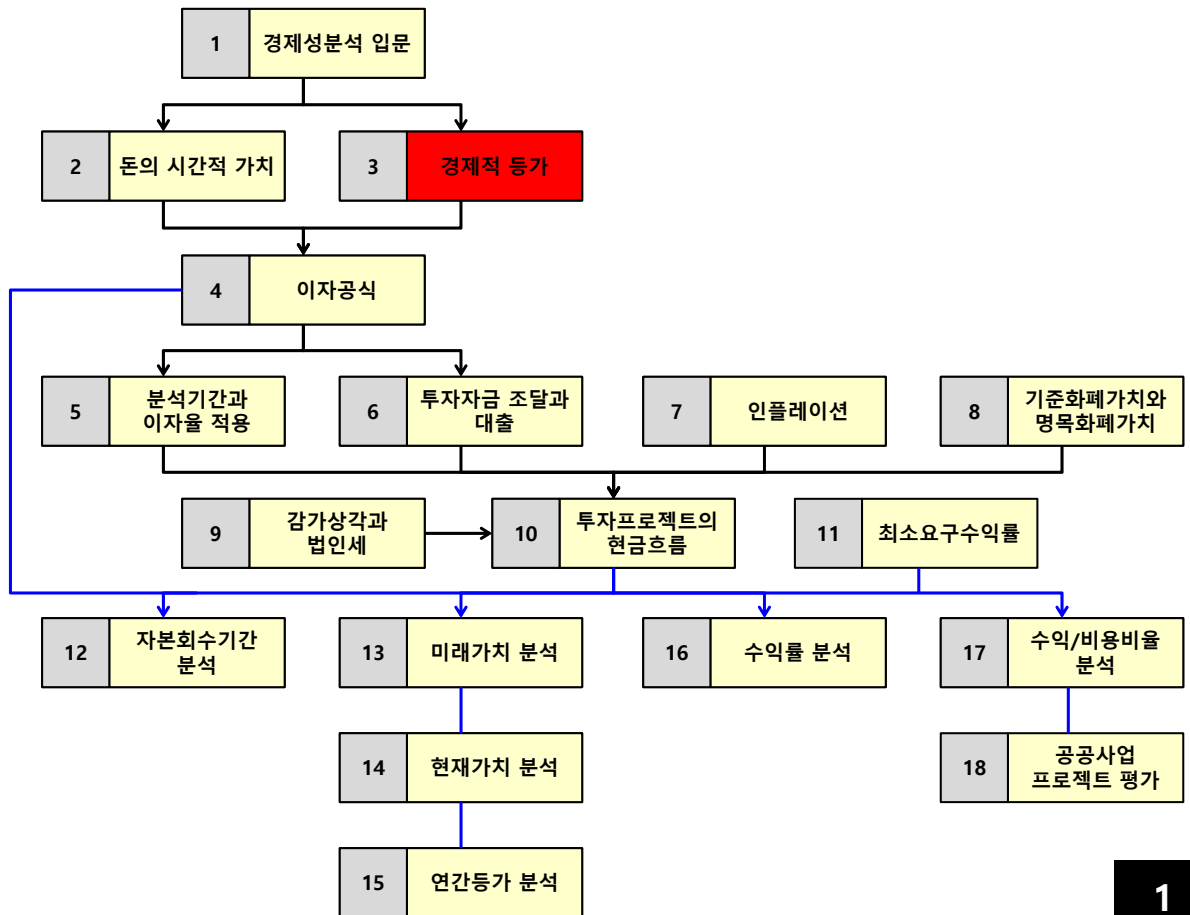 1
경제성분석 입문
2
돈의 시간적 가치
3
경제적 등가
4
이자공식
5
분석기간과
이자율 적용
6
투자자금 조달과
대출
7
인플레이션
8
기준화폐가치와
명목화폐가치
9
감가상각과
법인세
10
투자프로젝트의
현금흐름
11
최소요구수익률
12
자본회수기간
분석
13
미래가치 분석
16
수익률 분석
17
수익/비용비율
분석
14
현재가치 분석
18
공공사업
프로젝트 평가
15
연간등가 분석
1